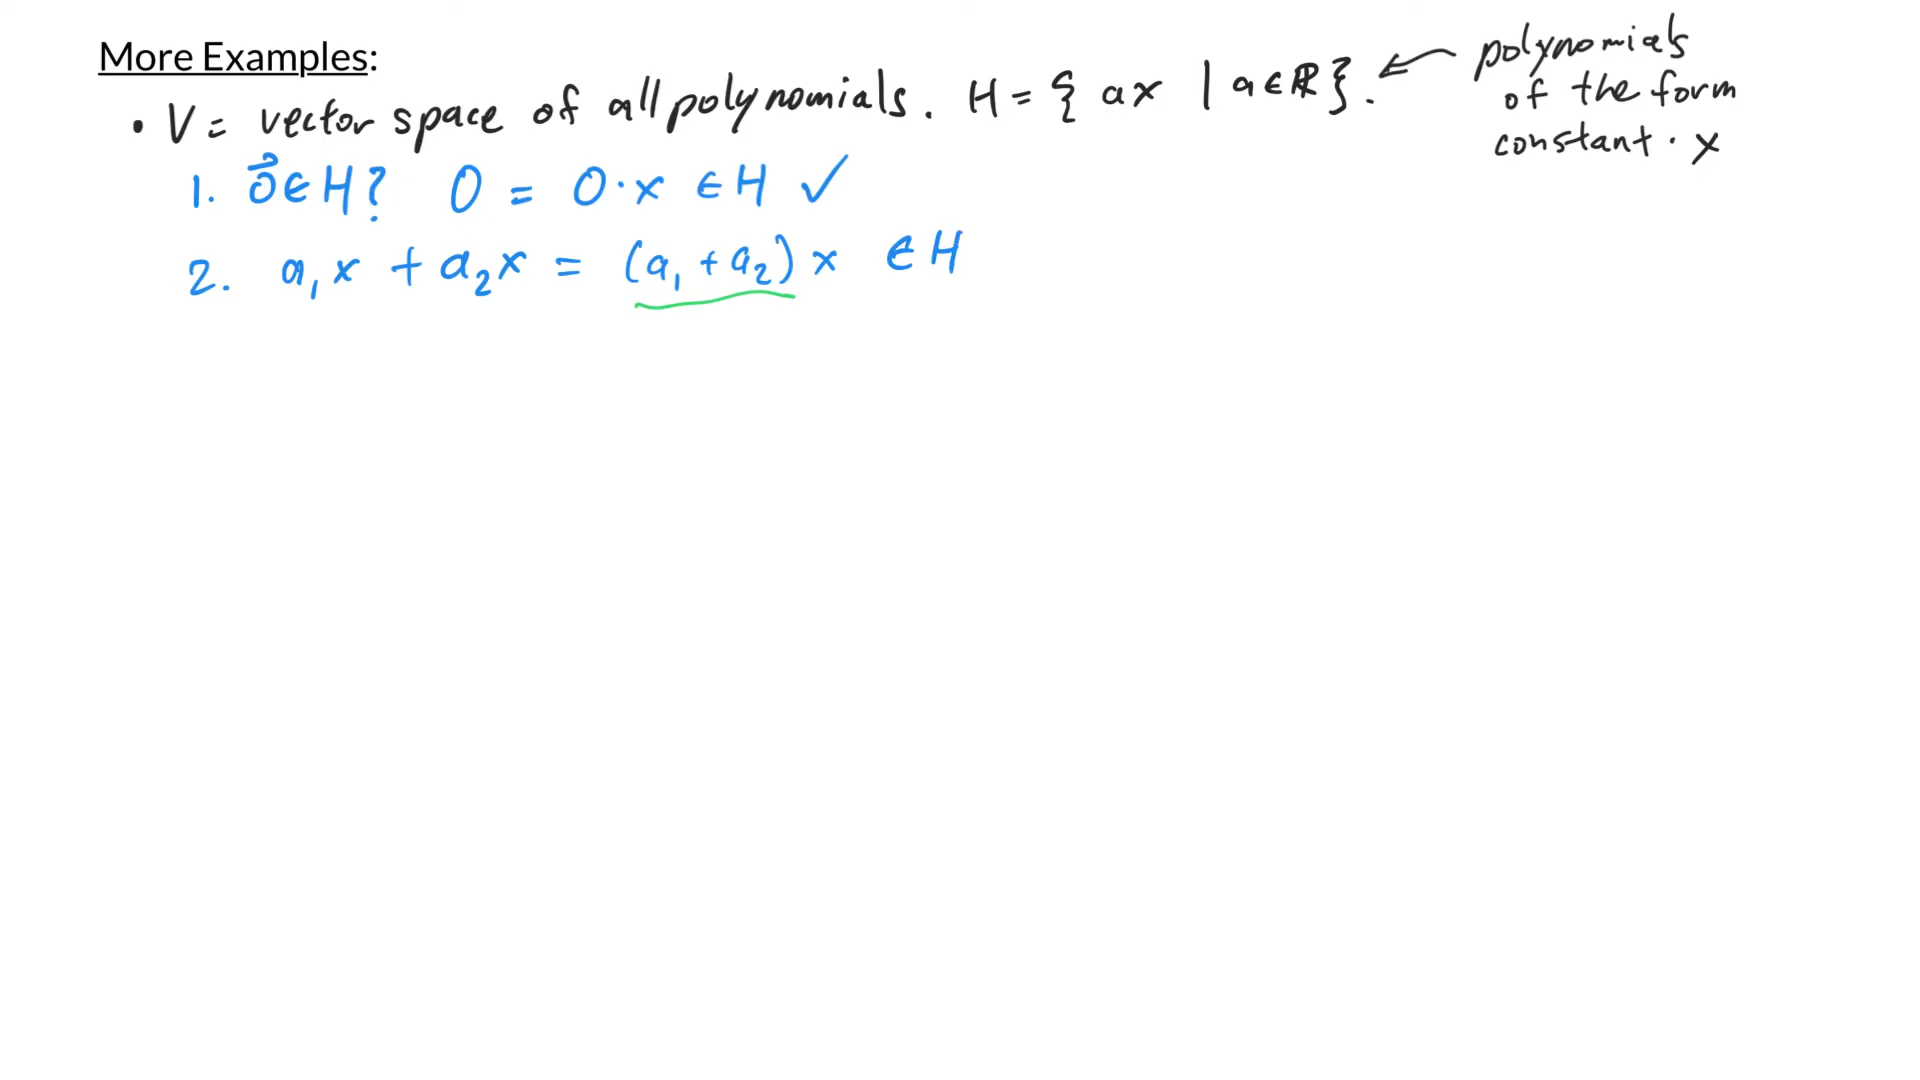 More Examples:
• V = vector space of all polynomials. H = { ax | a ∈ ℝ }. ← polynomials
of the form
constant · x
1. 0⃗ ∈ H? 0 = 0 · x ∈ H ✓
2. a₁x + a₂x = (a₁ + a₂) x ∈ H